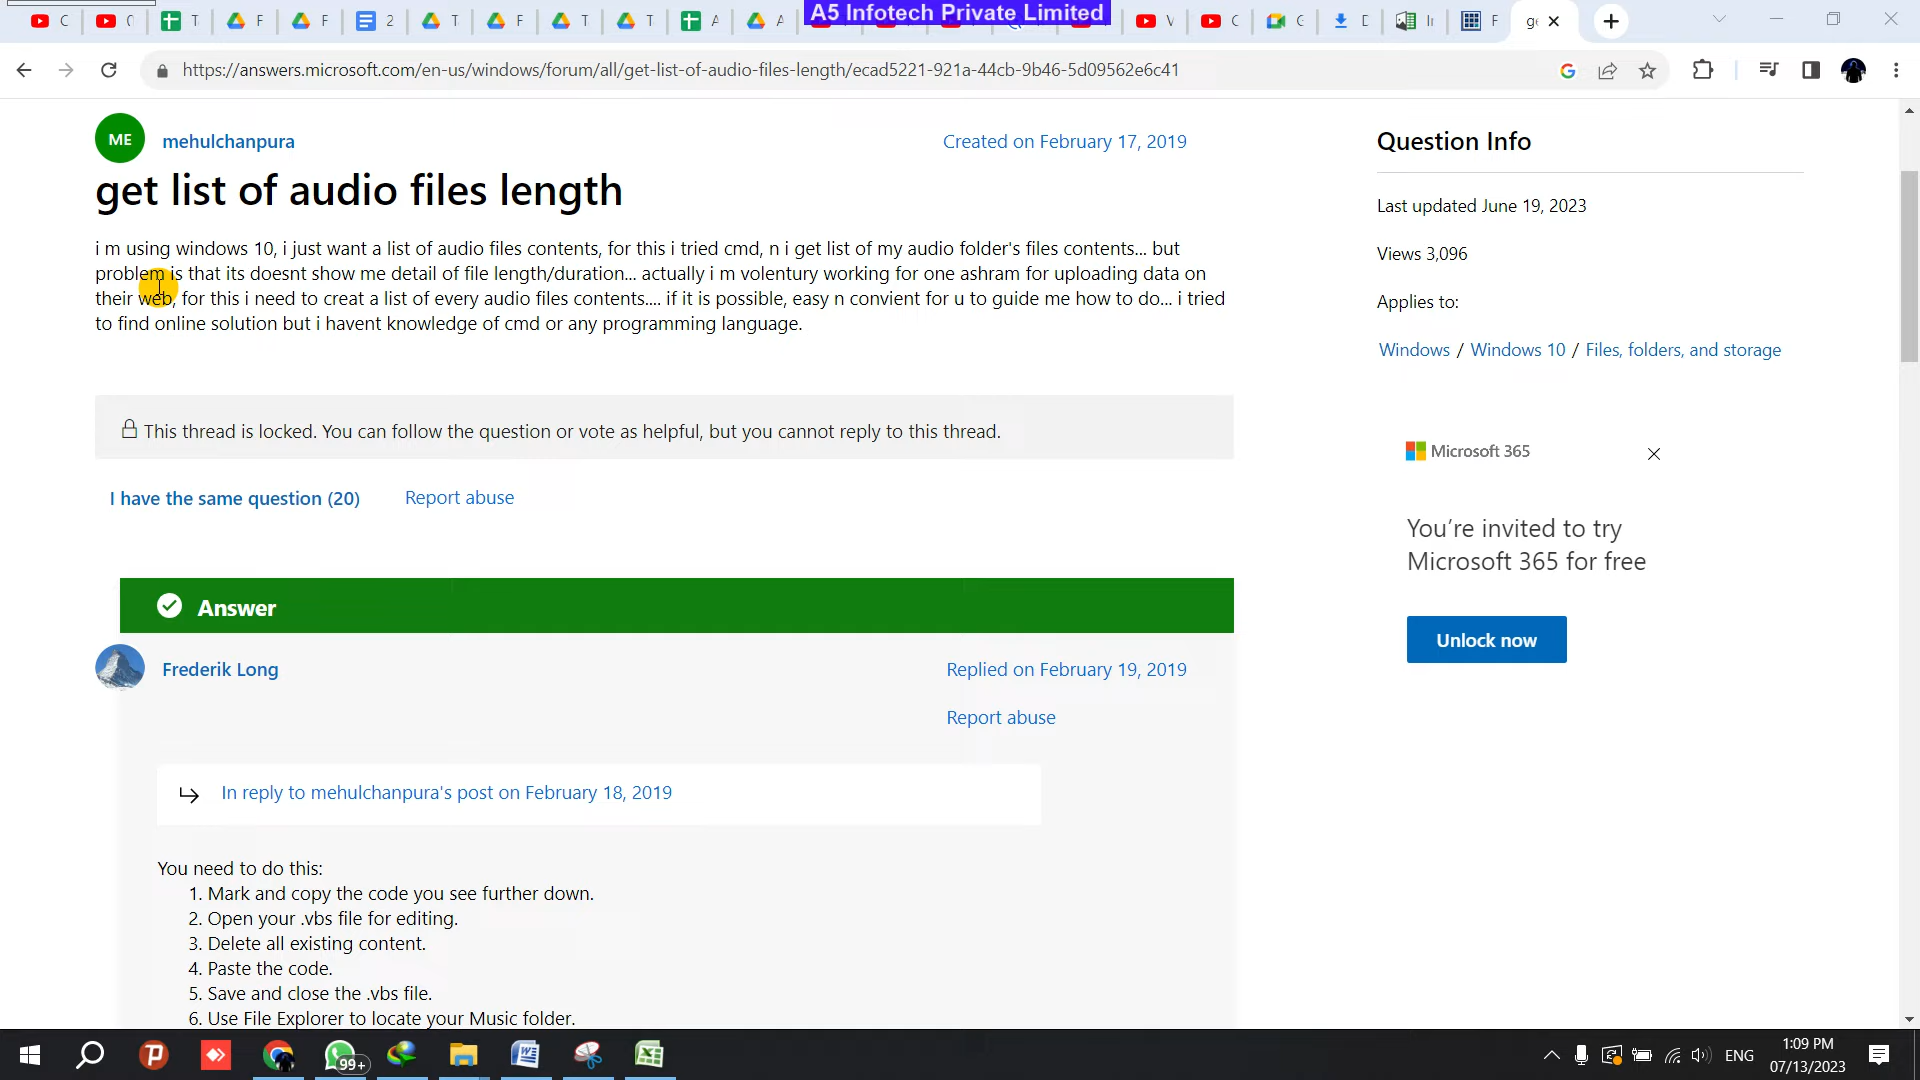 A5 Infotech Private Limited
C
T
F
F
2
T
F
T
T
A
A
V
C
G
D
Ir
F
ge
https://answers.microsoft.com/en-us/windows/forum/all/get-list-of-audio-files-length/ecad5221-921a-44cb-9b46-5d09562e6c41
ME
mehulchanpura
Created on February 17, 2019
get list of audio files length
i m using windows 10, i just want a list of audio files contents, for this i tried cmd, n i get list of my audio folder's files contents... but
problem is that its doesnt show me detail of file length/duration... actually i m volentury working for one ashram for uploading data on
their web, for this i need to creat a list of every audio files contents.... if it is possible, easy n convient for u to guide me how to do... i tried
to find online solution but i havent knowledge of cmd or any programming language.
This thread is locked. You can follow the question or vote as helpful, but you cannot reply to this thread.
I have the same question (20)
Report abuse
Answer
Frederik Long
Replied on February 19, 2019
Report abuse
In reply to mehulchanpura's post on February 18, 2019
You need to do this:
1. Mark and copy the code you see further down.
2. Open your .vbs file for editing.
3. Delete all existing content.
4. Paste the code.
5. Save and close the .vbs file.
6. Use File Explorer to locate your Music folder.
Question Info
Last updated June 19, 2023
Views 3,096
Applies to:
Windows / Windows 10 / Files, folders, and storage
Microsoft 365
You're invited to try
Microsoft 365 for free
Unlock now
99+
ENG
1:09 PM
07/13/2023